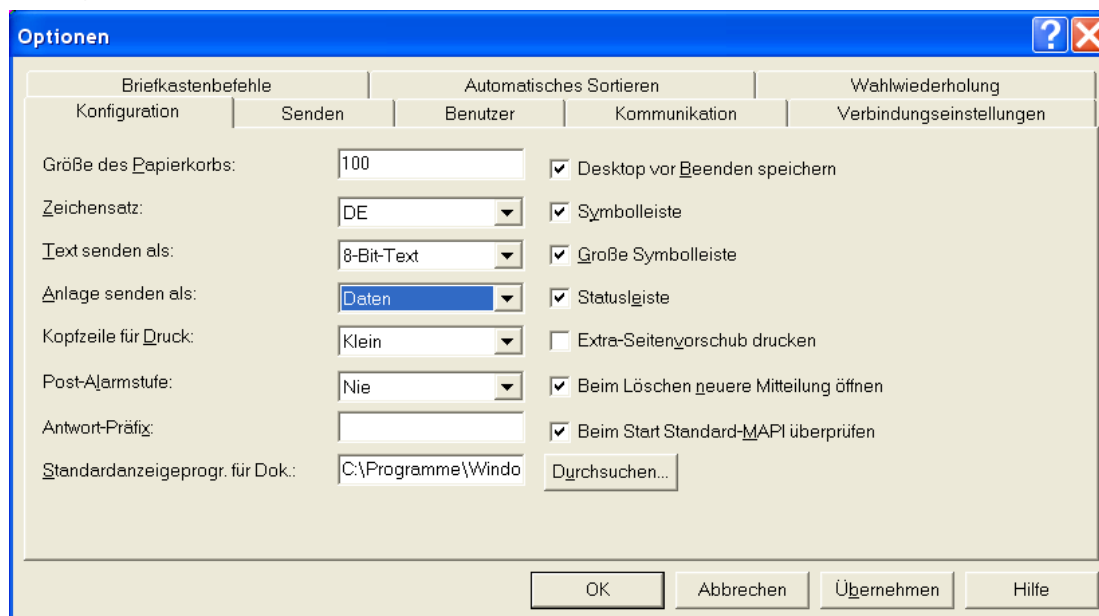 Optionen
Briefkastenbefehle Automatisches Sortieren Wahlwiederholung
Konfiguration Senden Benutzer Kommunikation Verbindungseinstellungen
Größe des Papierkorbs: 100 Desktop vor Beenden speichern
Zeichensatz: DE Symbolleiste
Text senden als: 8-Bit-Text Große Symbolleiste
Anlage senden als: Daten Statusleiste
Kopfzeile für Druck: Klein Extra-Seitenvorschub drucken
Post-Alarmstufe: Nie Beim Löschen neuere Mitteilung öffnen
Antwort-Präfix: Beim Start Standard-MAPI überprüfen
Standardanzeigeprogr. für Dok.: C:\Programme\Windo Durchsuchen...
OK Abbrechen Übernehmen Hilfe